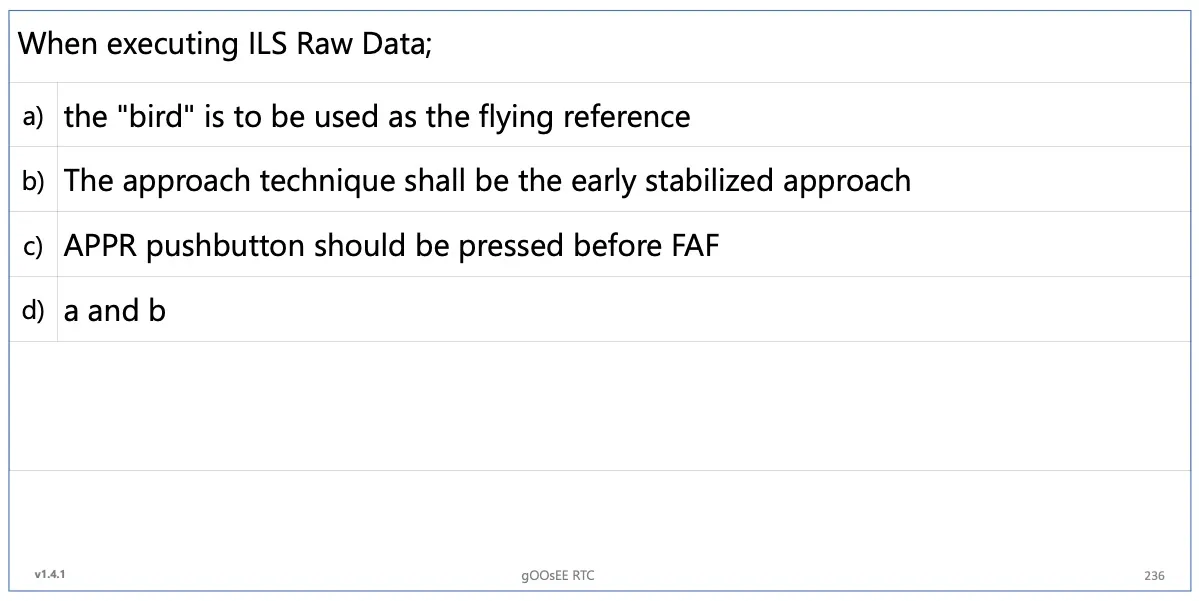 When executing ILS Raw Data;
a) the "bird" is to be used as the flying reference
b) The approach technique shall be the early stabilized approach
c) APPR pushbutton should be pressed before FAF
d) a and b
v1.4.1 gOOsEE RTC 236